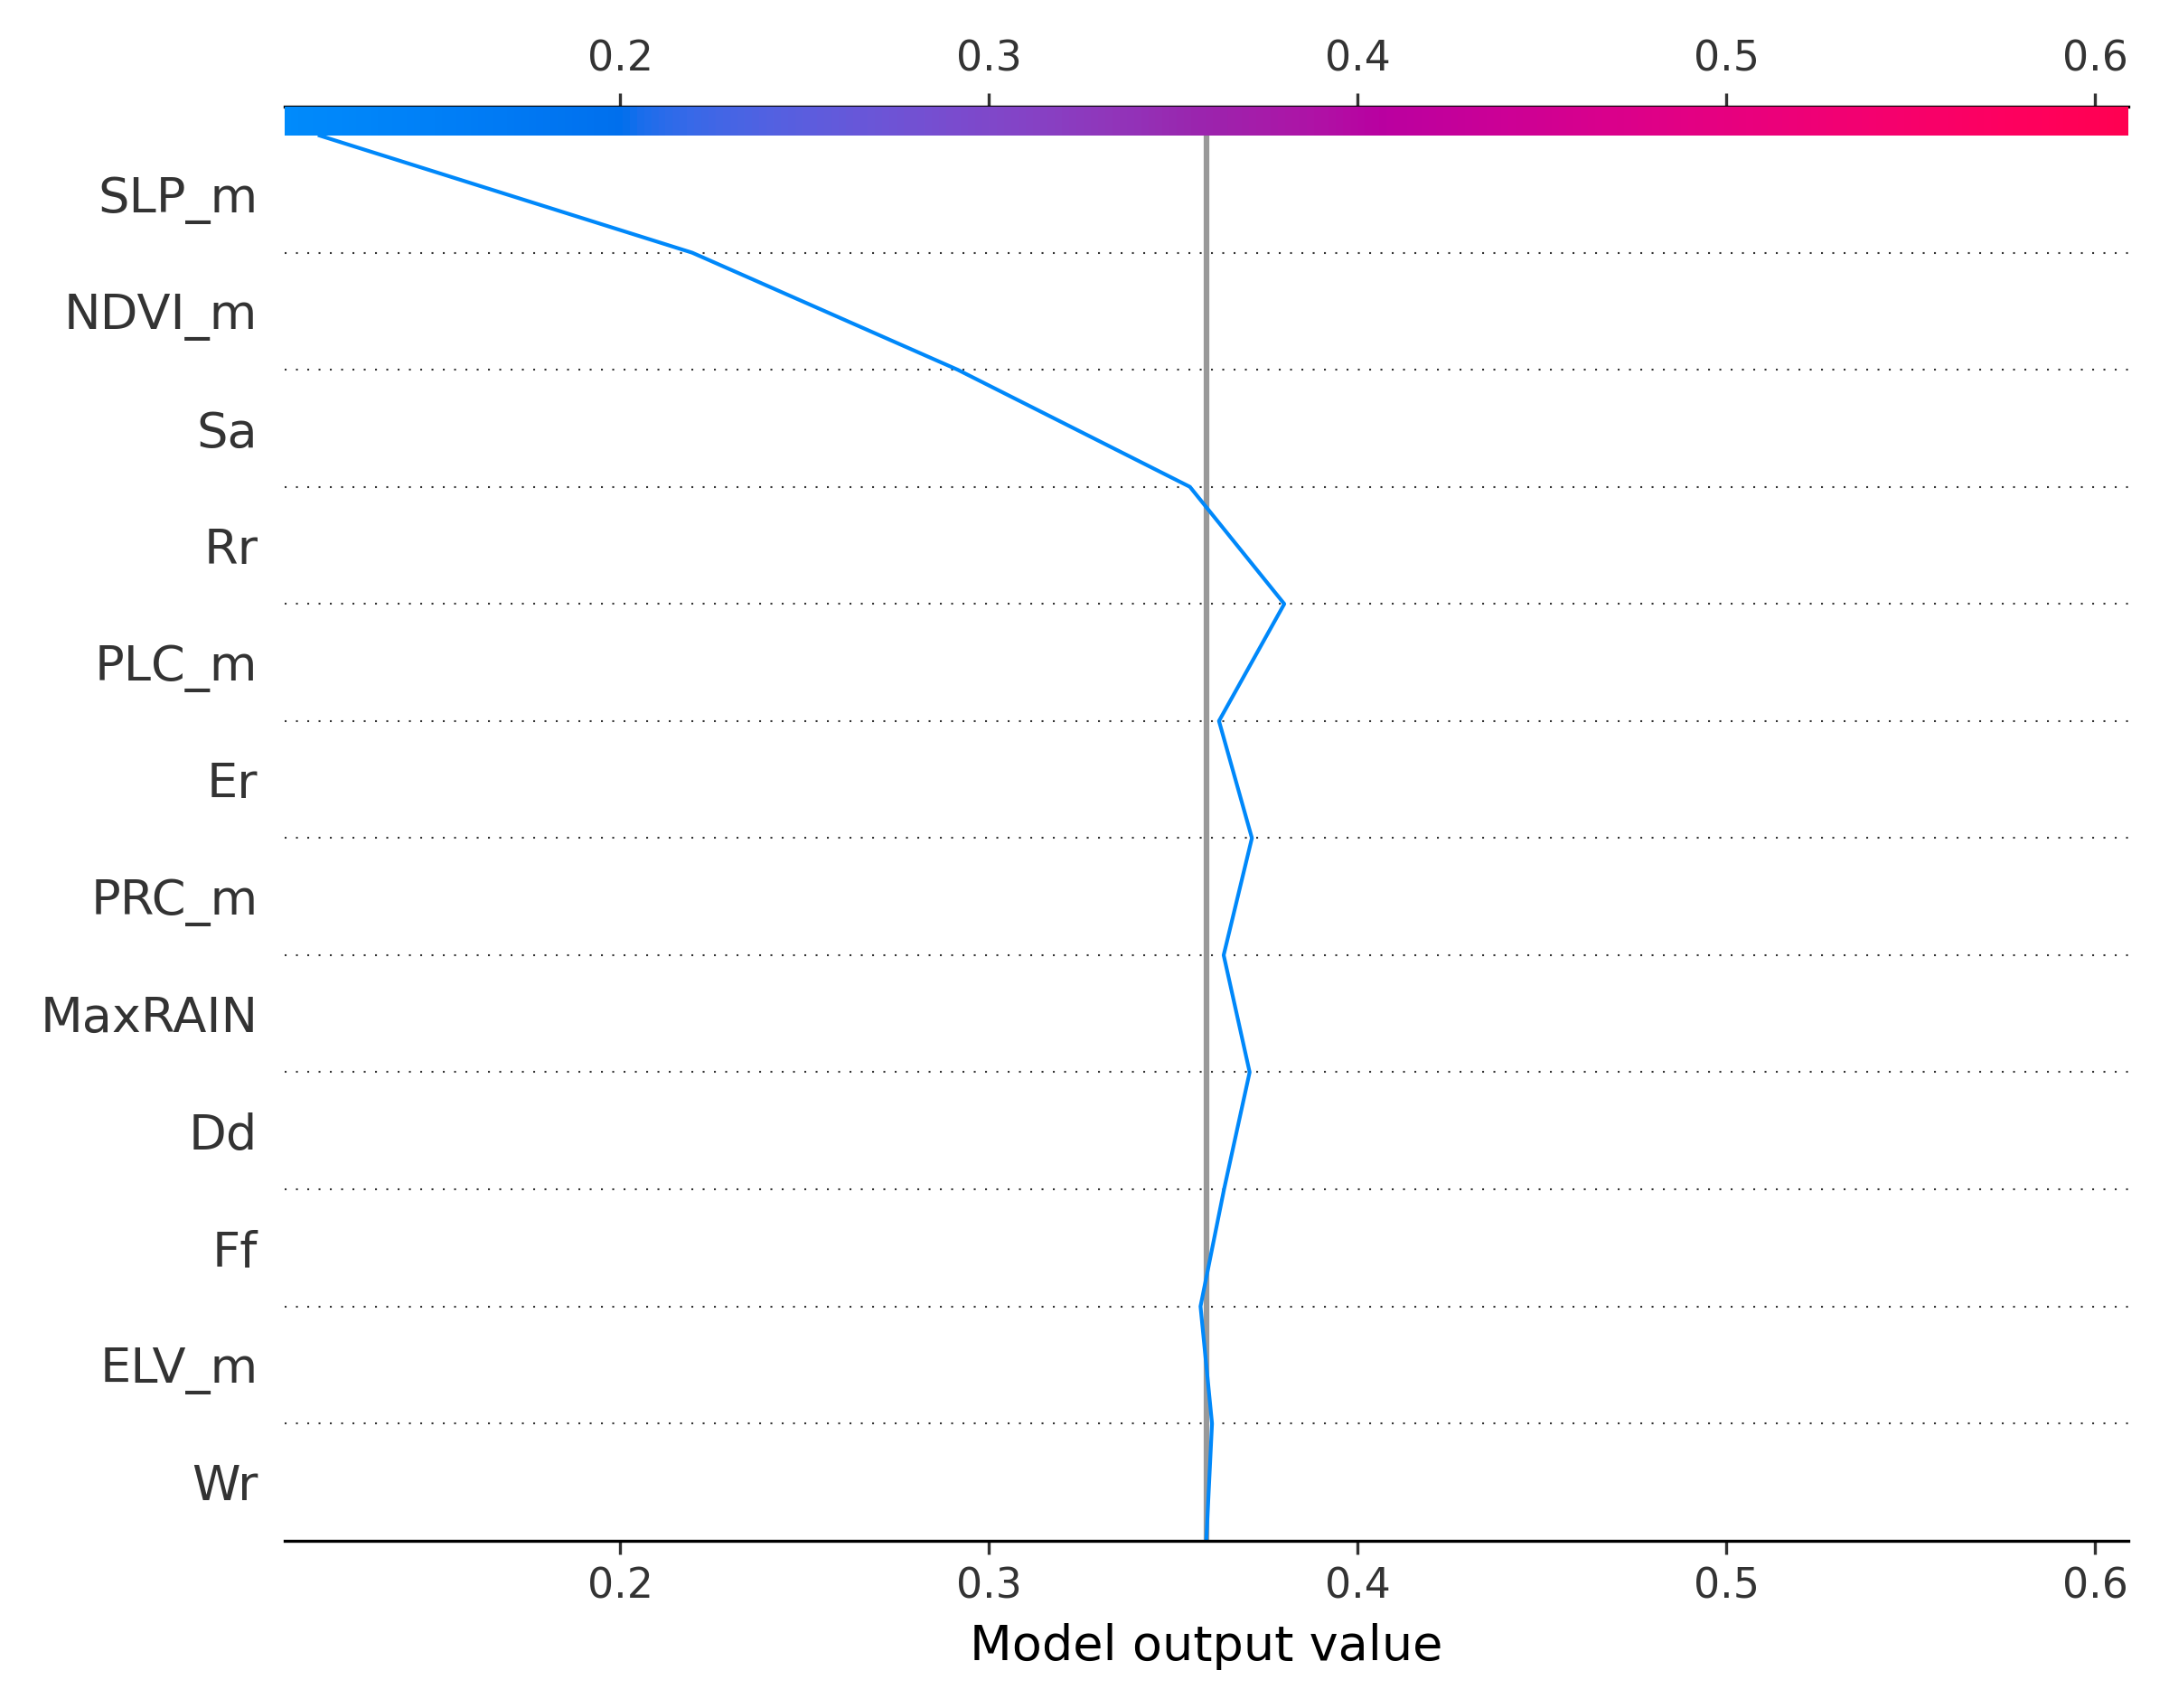 0.2 0.3 0.4 0.5 0.6
SLP_m
NDVI_m
Sa
Rr
PLC_m
Er
PRC_m
MaxRAIN
Dd
Ff
ELV_m
Wr
0.2 0.3 0.4 0.5 0.6
Model output value